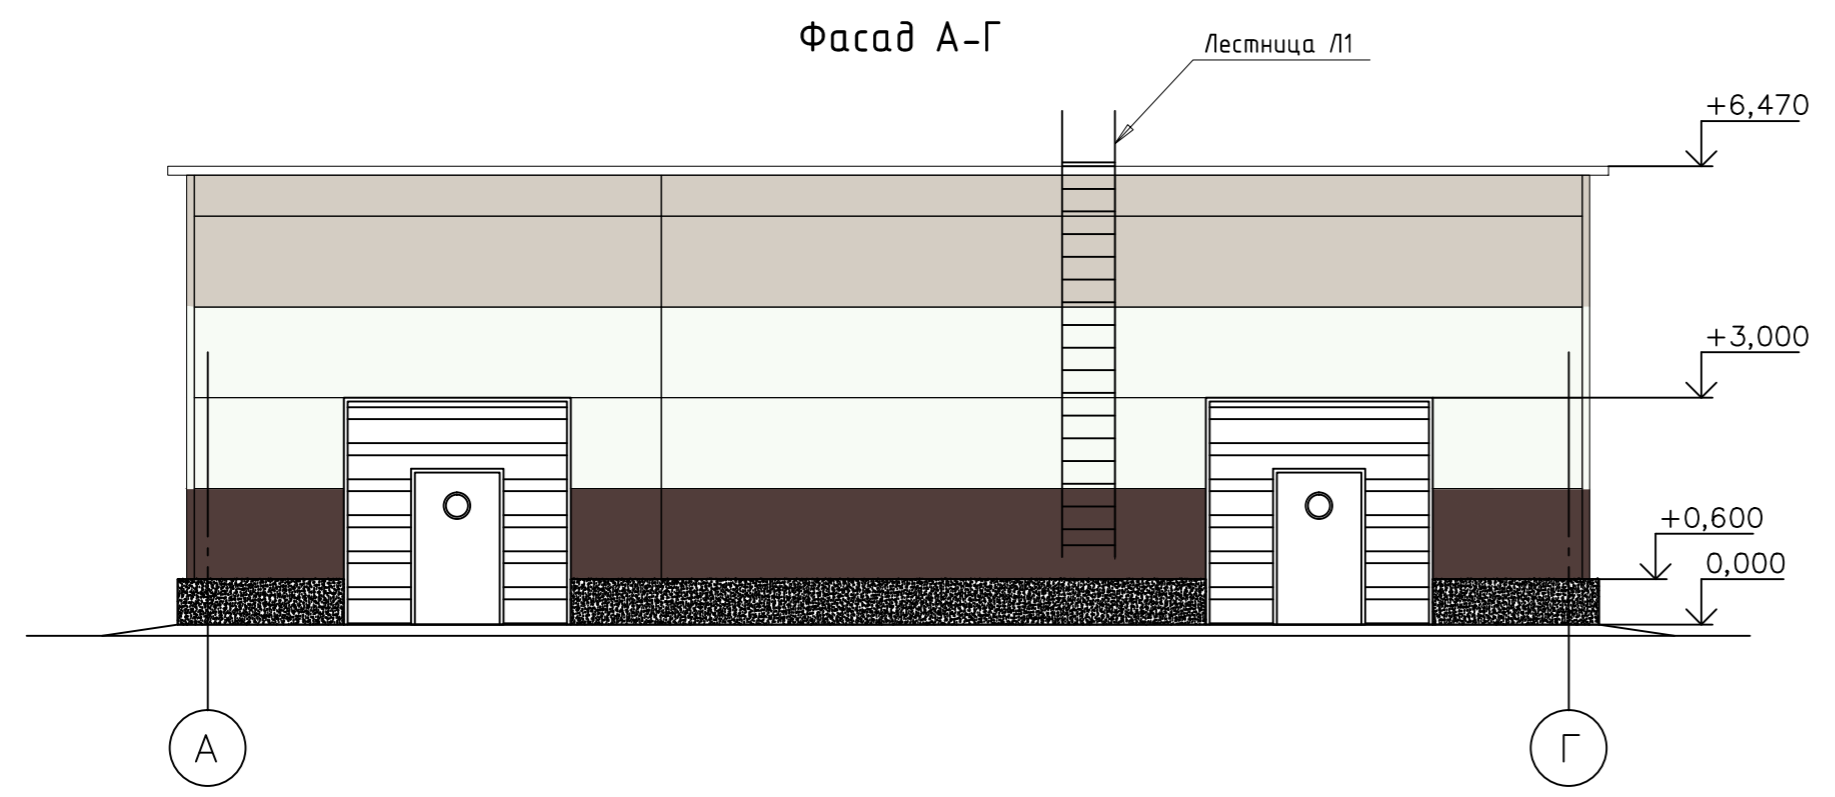 Фасад А-Г
Лестница Л1
+6,470
+3,000
+0,600
0,000
А
Г